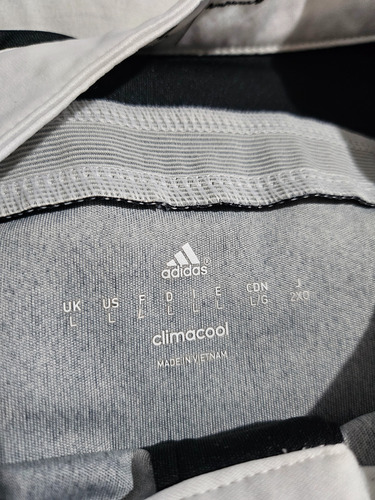 adidas®
UK US F D I E CDN J
L L L L L L L/G 2XO
climacool
MADE IN VIETNAM